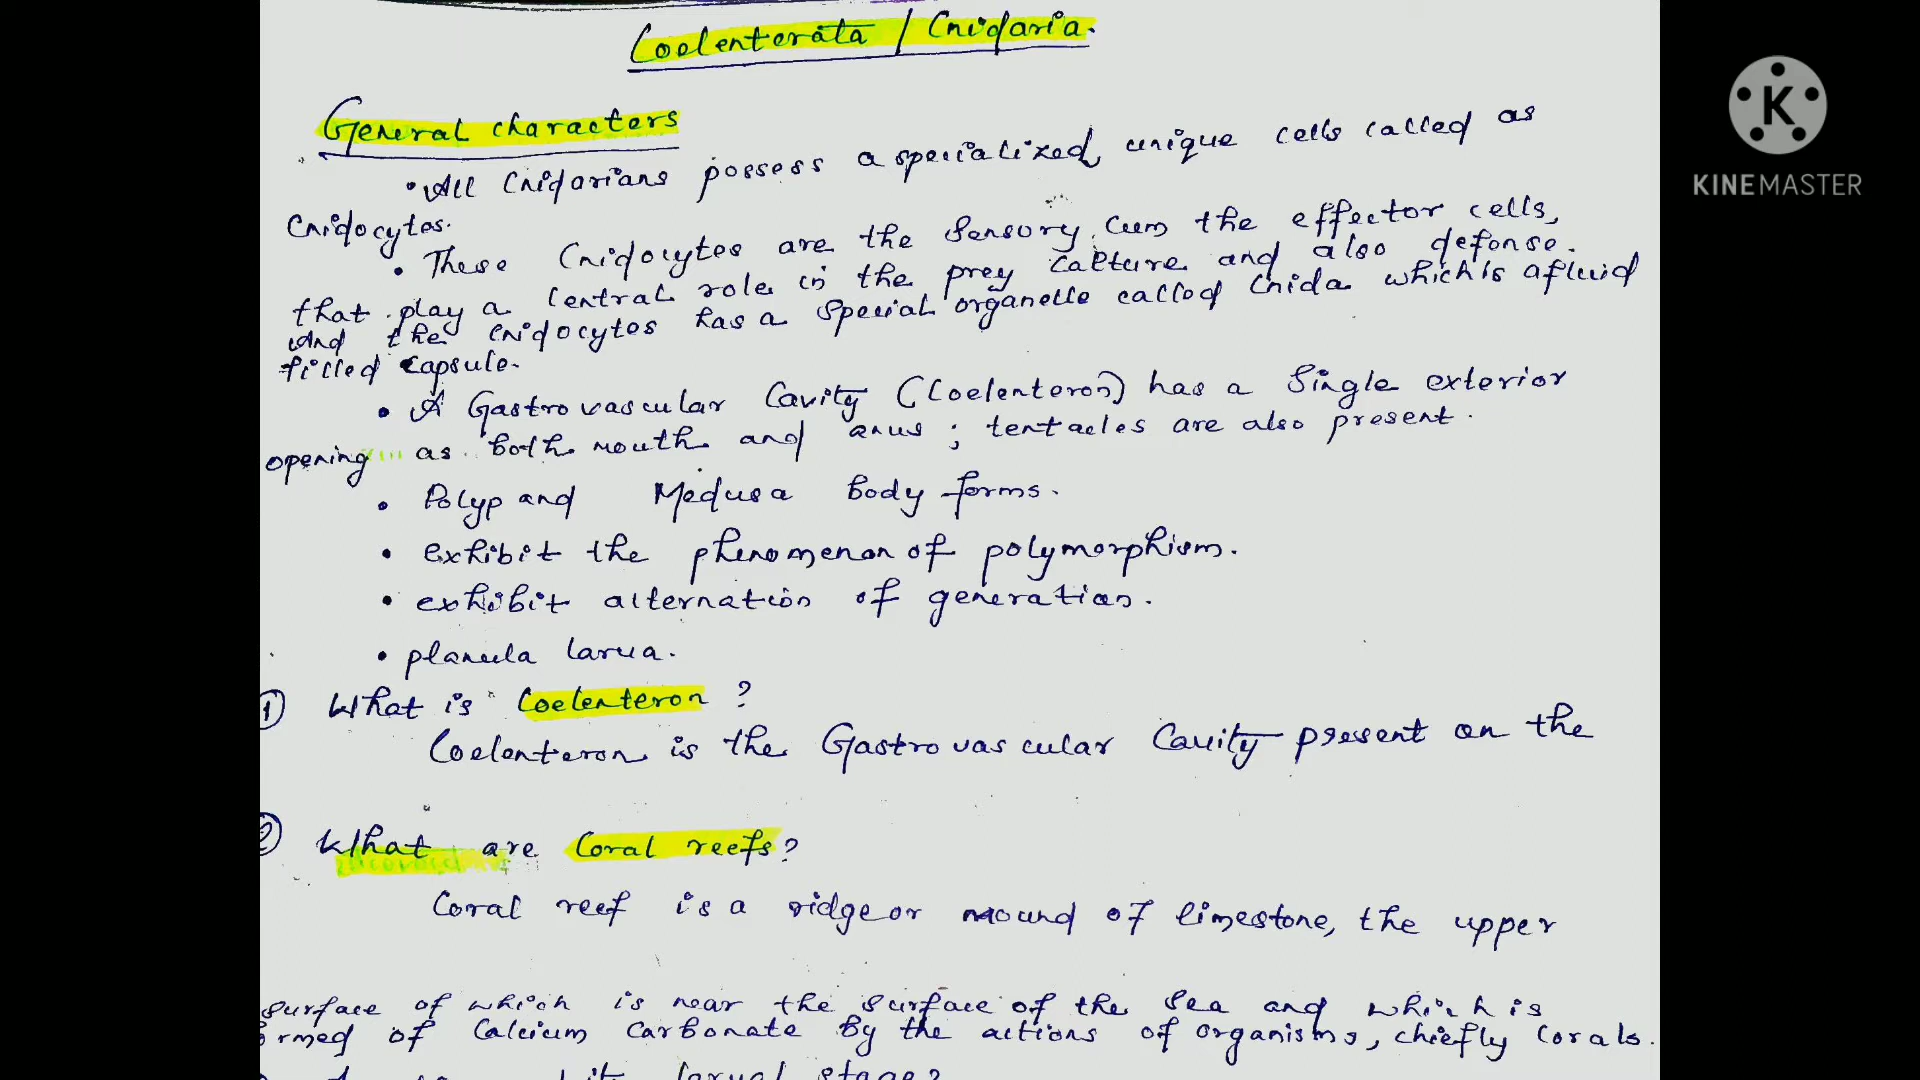 Coelenterata / Cnidaria.
General characters
• All Cnidarians possess a specialized, unique cells called as
Cnidocytes.
• These Cnidocytes are the sensory cum the effector cells,
that play a central role in the prey capture and also defense.
And the cnidocytes has a special organelle called Cnida which is a fluid
filled capsule.
• A Gastrovascular Cavity (Coelenteron) has a single exterior
opening as both mouth and anus ; tentacles are also present.
• Polyp and Medusa body forms.
• exhibit the phenomenon of polymorphism.
• exhibit alternation of generation.
• planula larva.
① What is Coelenteron ?
Coelenteron is the Gastrovascular Cavity present on the
② What are Coral reefs?
Coral reef is a ridge or mound of limestone, the upper
surface of which is near the surface of the sea and which is
ormed of Calcium carbonate by the actions of organisms, chiefly corals.
larval stage?
K
KINEMASTER